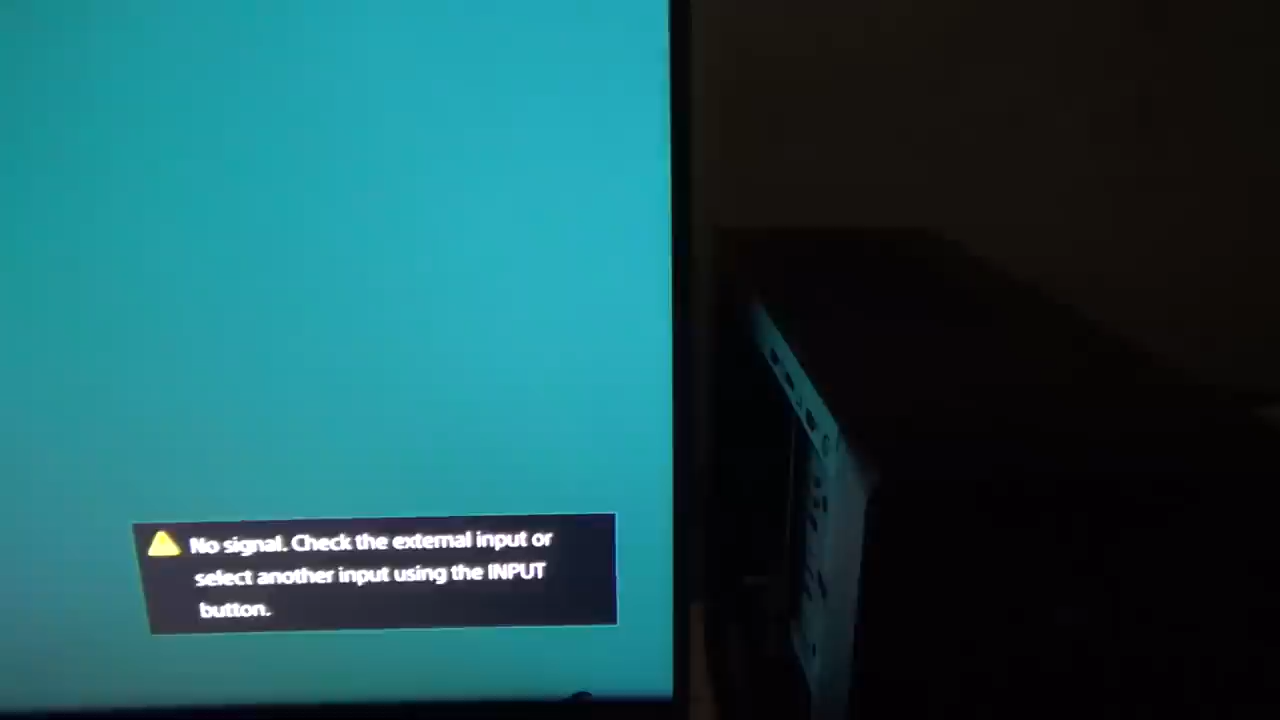 No signal. Check the external input or
select another input using the INPUT
button.